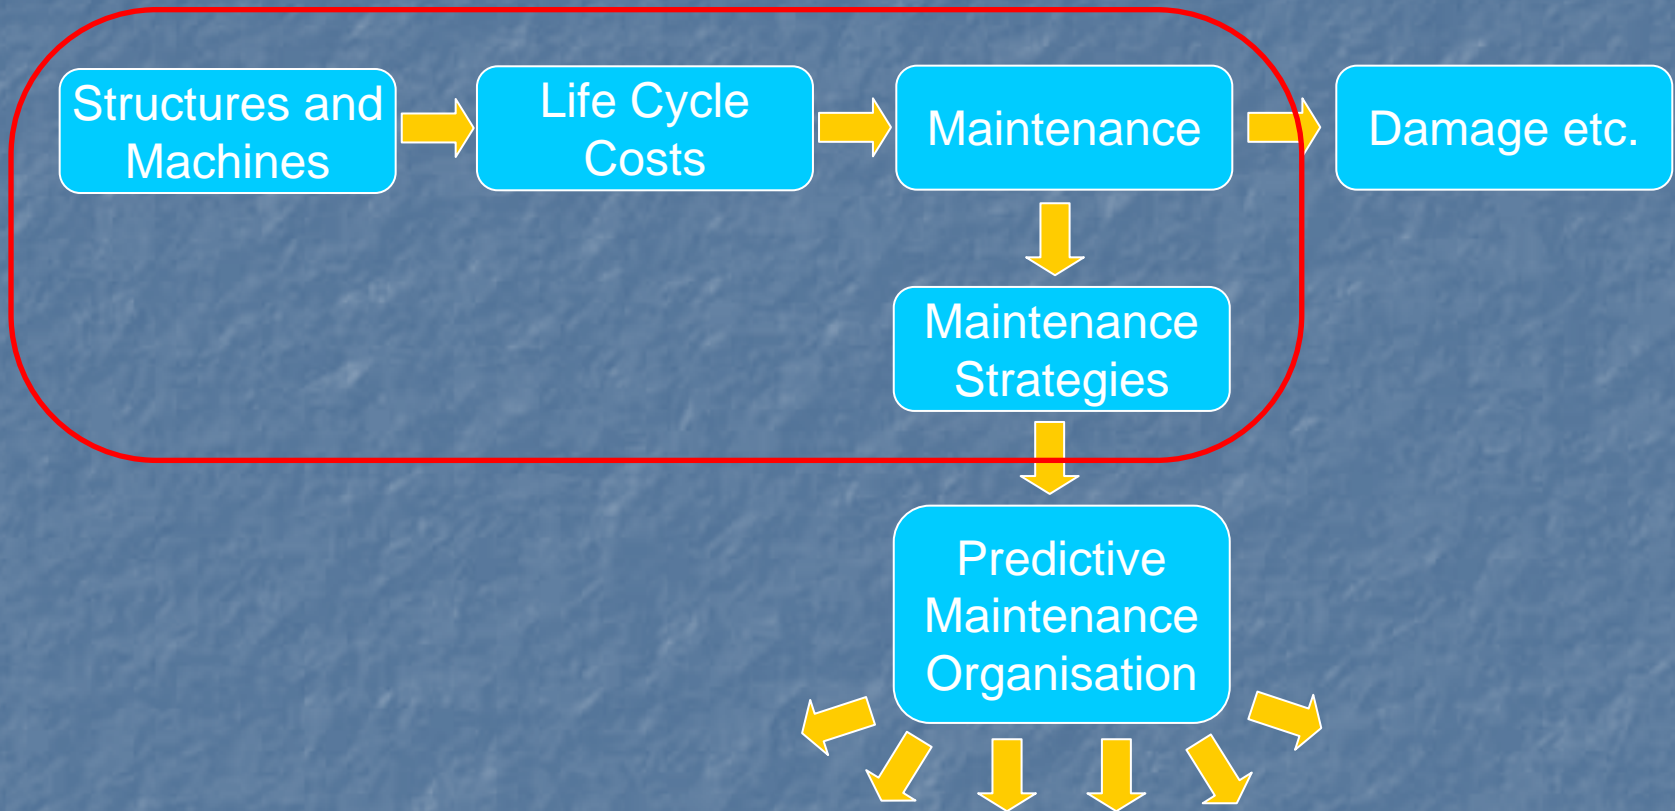 Structures and
Machines
Life Cycle
Costs
Maintenance
Damage etc.
Maintenance
Strategies
Predictive
Maintenance
Organisation